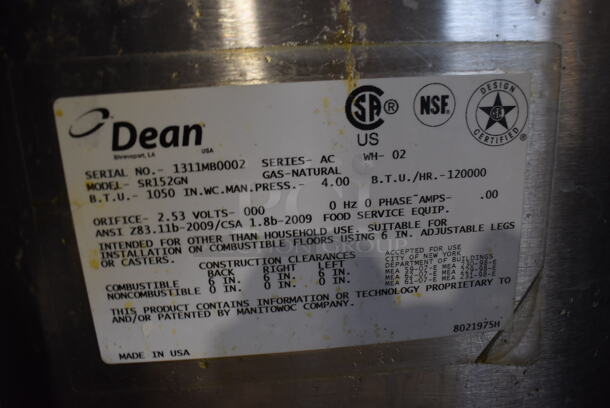 Dean
USA
Shreveport, LA
SA ®
US
NSF.
DESIGN
CERTIFIED
SERIAL NO.- 1311MB0002 SERIES- AC WH- 02
MODEL- SR152GN GAS-NATURAL B.T.U./HR.-120000
B.T.U.- 1050 IN.WC.MAN.PRESS.- 4.00
ORIFICE- 2.53 VOLTS- 000 0 HZ 0 PHASE AMPS- .00
ANSI Z83.11b-2009/CSA 1.8b-2009 FOOD SERVICE EQUIP.
INTENDED FOR OTHER THAN HOUSEHOLD USE. SUITABLE FOR
INSTALLATION ON COMBUSTIBLE FLOORS USING 6 IN. ADJUSTABLE LEGS
OR CASTERS.
CONSTRUCTION CLEARANCES
BACK RIGHT LEFT
COMBUSTIBLE 6 IN. 6 IN. 6 IN.
NONCOMBUSTIBLE 0 IN. 0 IN. 0 IN.
ACCEPTED FOR USE
CITY OF NEW YORK
DEPARTMENT OF BUILDINGS
THIS PRODUCT CONTAINS INFORMATION OR TECHNOLOGY PROPRIETARY TO
AND/OR PATENTED BY MANITOWOC COMPANY.
8021975H
MADE IN USA